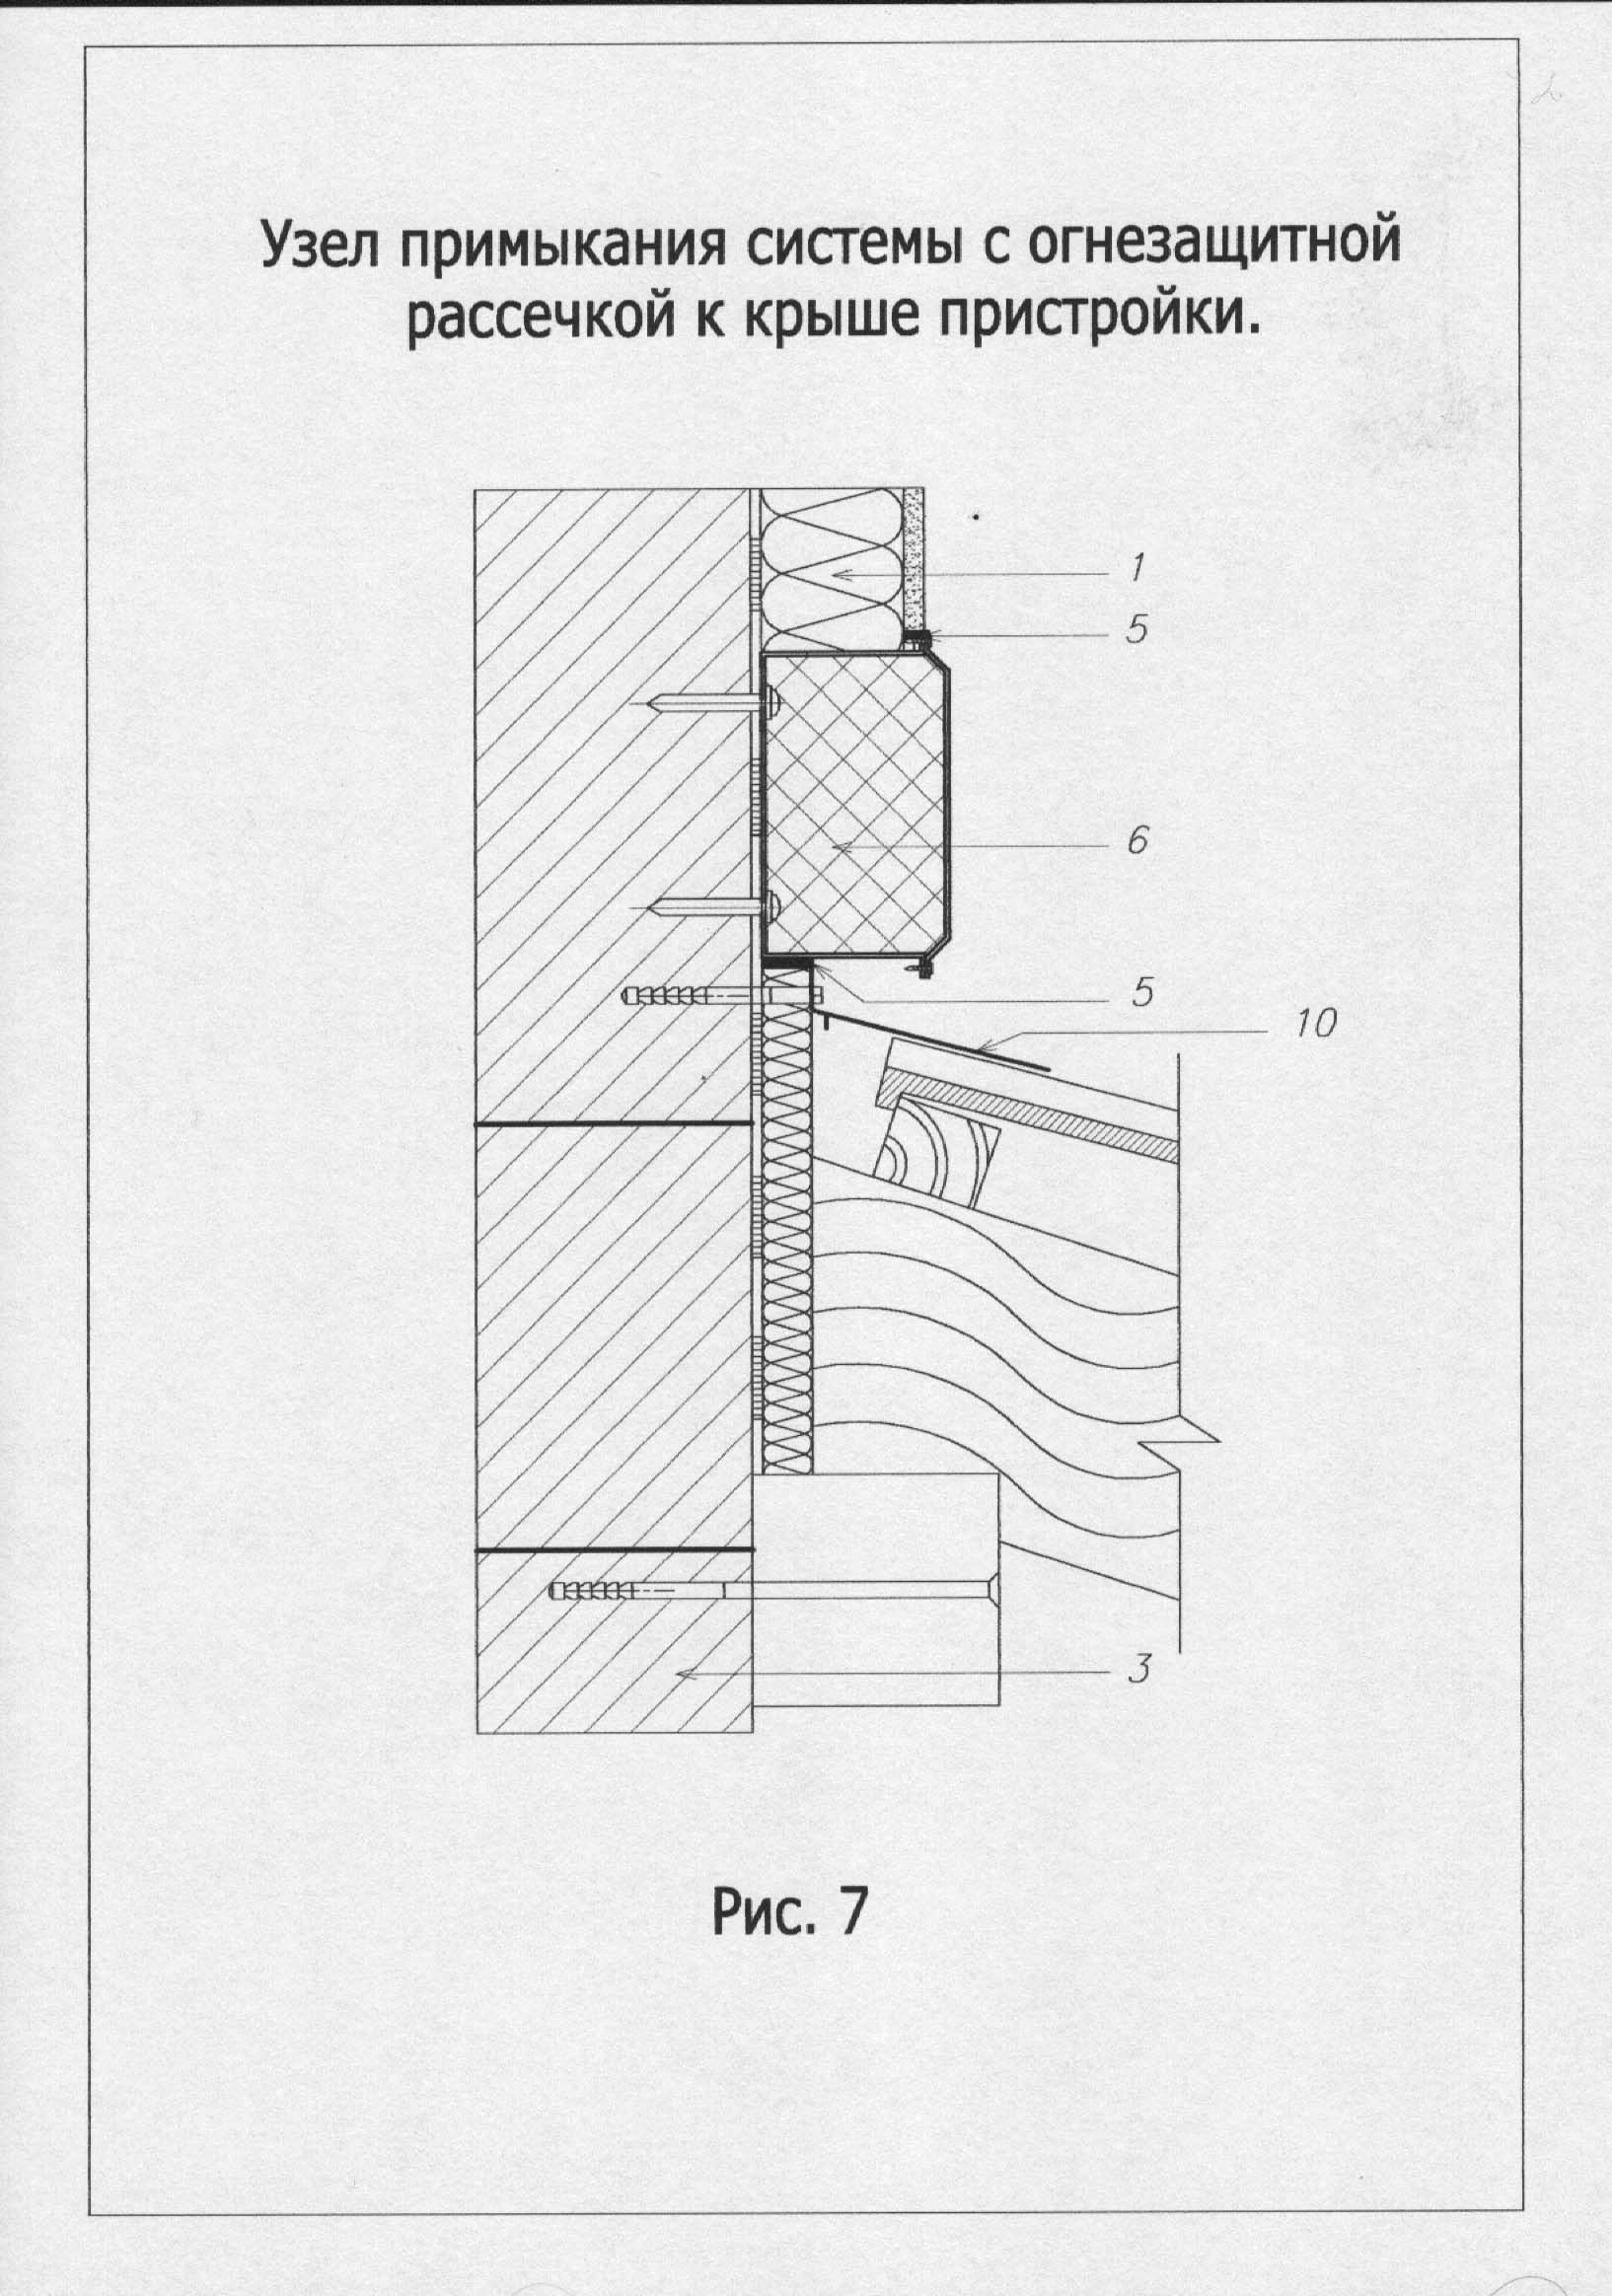 Узел примыкания системы с огнезащитной
рассечкой к крыше пристройки.
1
5
6
5
10
3
Рис. 7